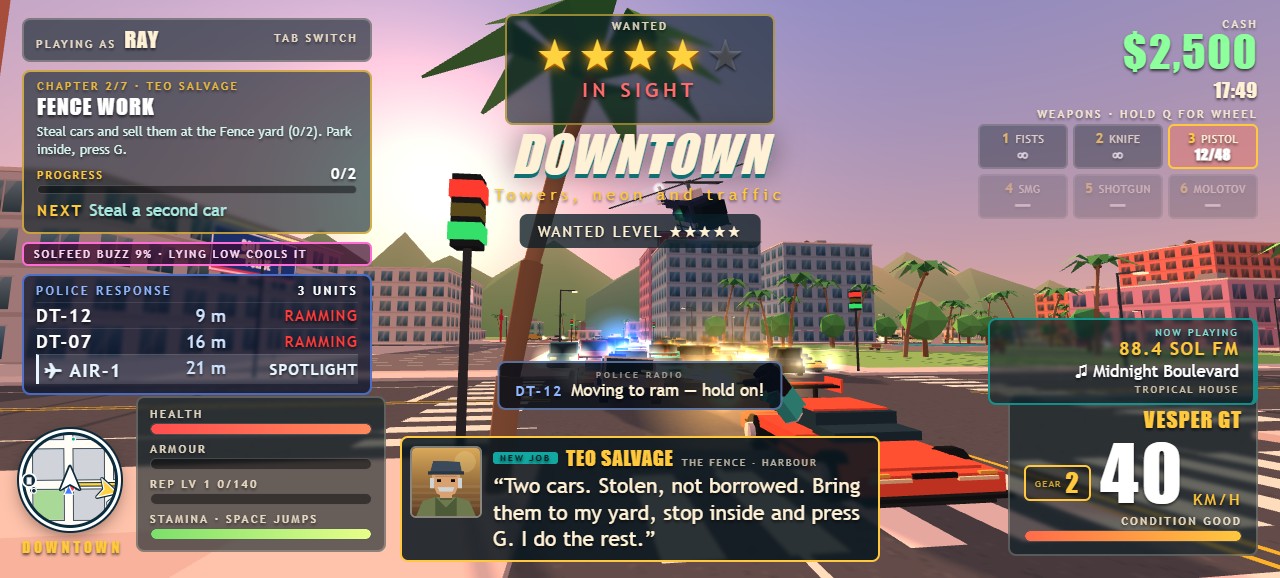 PLAYING AS RAY TAB SWITCH
CHAPTER 2/7 · TEO SALVAGE
FENCE WORK
Steal cars and sell them at the Fence yard (0/2). Park
inside, press G.
PROGRESS 0/2
NEXT Steal a second car
SOLFEED BUZZ 9% · LYING LOW COOLS IT
POLICE RESPONSE 3 UNITS
DT-12 9 m RAMMING
DT-07 16 m RAMMING
AIR-1 21 m SPOTLIGHT
HEALTH
ARMOUR
REP LV 1 0/140
STAMINA · SPACE JUMPS
DOWNTOWN
WANTED
★★★★★
IN SIGHT
DOWNTOWN
Towers, neon and traffic
WANTED LEVEL ★★★★★
POLICE RADIO
DT-12 Moving to ram — hold on!
NEW JOB TEO SALVAGE THE FENCE · HARBOUR
“Two cars. Stolen, not borrowed. Bring
them to my yard, stop inside and press
G. I do the rest.”
CASH
$2,500
17:49
WEAPONS · HOLD Q FOR WHEEL
1 FISTS 2 KNIFE 3 PISTOL
∞ ∞ 12/48
4 SMG 5 SHOTGUN 6 MOLOTOV
— — —
NOW PLAYING
88.4 SOL FM
♫ Midnight Boulevard
TROPICAL HOUSE
VESPER GT
GEAR 2 40 KM/H
CONDITION GOOD